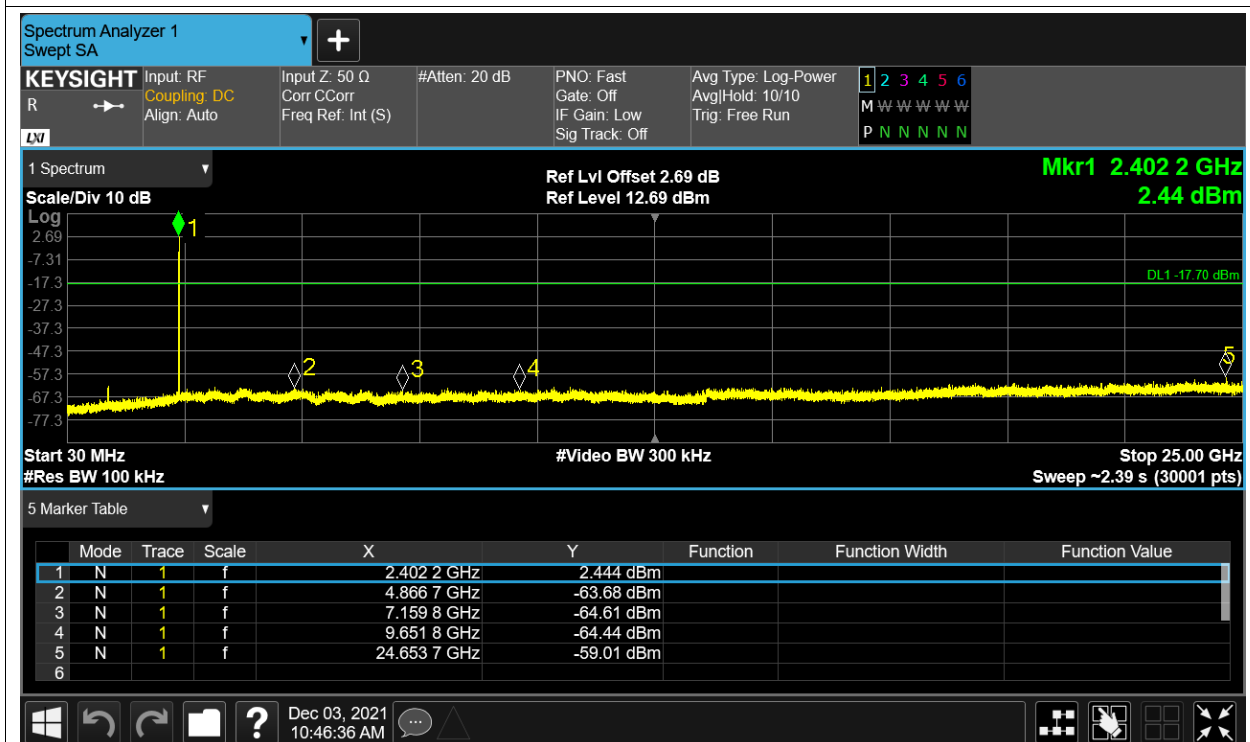 Spectrum Analyzer 1
Swept SA
KEYSIGHT
R
LXI
Input: RF
Coupling: DC
Align: Auto
Input Z: 50 Ω
Corr CCorr
Freq Ref: Int (S)
#Atten: 20 dB
PNO: Fast
Gate: Off
IF Gain: Low
Sig Track: Off
Avg Type: Log-Power
Avg|Hold: 10/10
Trig: Free Run
1 2 3 4 5 6
M W W W W W
P N N N N N
1 Spectrum
Scale/Div 10 dB
Ref Lvl Offset 2.69 dB
Ref Level 12.69 dBm
Mkr1 2.402 2 GHz
2.44 dBm
Log
2.69
-7.31
-17.3
-27.3
-37.3
-47.3
-57.3
-67.3
-77.3
1
2
3
4
5
DL1 -17.70 dBm
Start 30 MHz
#Res BW 100 kHz
#Video BW 300 kHz
Stop 25.00 GHz
Sweep ~2.39 s (30001 pts)
5 Marker Table
Mode Trace Scale X Y Function Function Width Function Value
1 N 1 f 2.402 2 GHz 2.444 dBm
2 N 1 f 4.866 7 GHz -63.68 dBm
3 N 1 f 7.159 8 GHz -64.61 dBm
4 N 1 f 9.651 8 GHz -64.44 dBm
5 N 1 f 24.653 7 GHz -59.01 dBm
6
?
Dec 03, 2021
10:46:36 AM